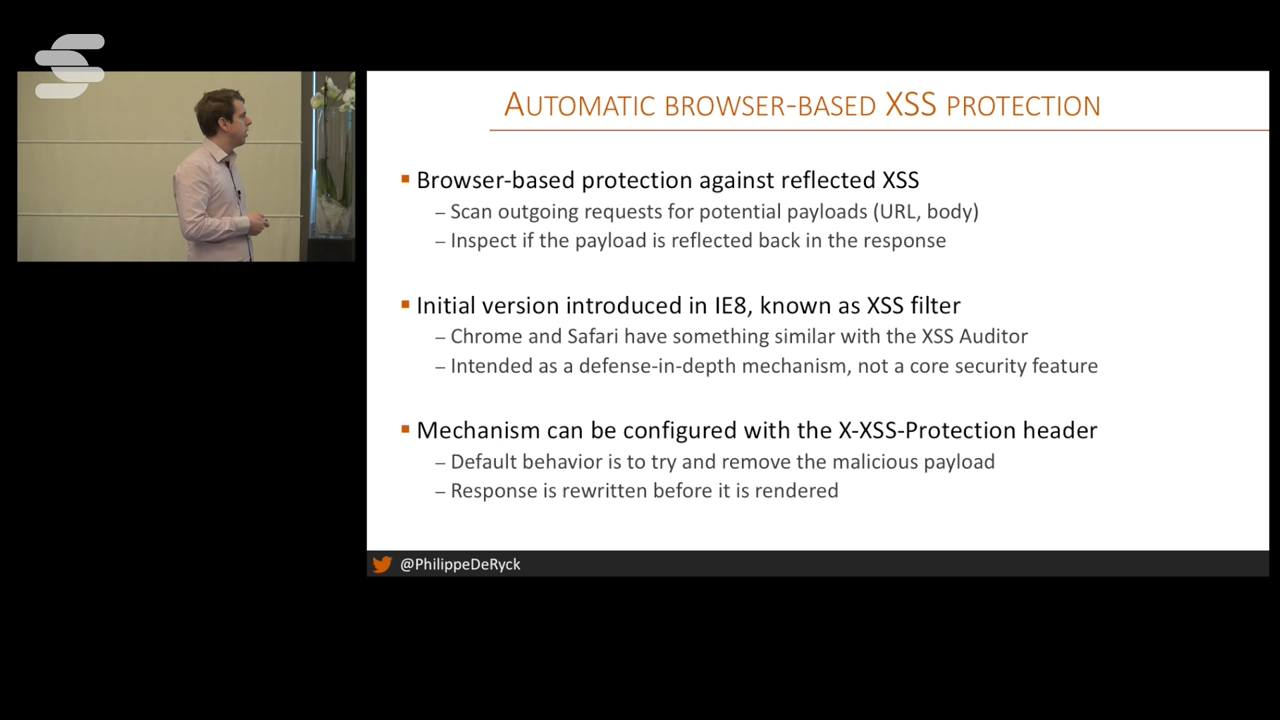 AUTOMATIC BROWSER-BASED XSS PROTECTION
▪ Browser-based protection against reflected XSS
– Scan outgoing requests for potential payloads (URL, body)
– Inspect if the payload is reflected back in the response
▪ Initial version introduced in IE8, known as XSS filter
– Chrome and Safari have something similar with the XSS Auditor
– Intended as a defense-in-depth mechanism, not a core security feature
▪ Mechanism can be configured with the X-XSS-Protection header
– Default behavior is to try and remove the malicious payload
– Response is rewritten before it is rendered
@PhilippeDeRyck